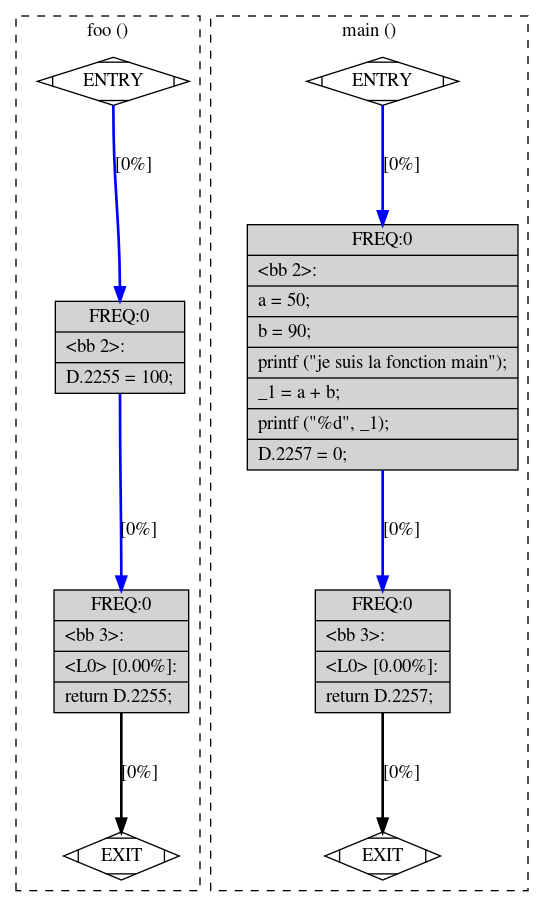 foo ()
ENTRY
[0%]
FREQ:0
<bb 2>:
D.2255 = 100;
[0%]
FREQ:0
<bb 3>:
<L0> [0.00%]:
return D.2255;
[0%]
EXIT
main ()
ENTRY
[0%]
FREQ:0
<bb 2>:
a = 50;
b = 90;
printf ("je suis la fonction main");
_1 = a + b;
printf ("%d", _1);
D.2257 = 0;
[0%]
FREQ:0
<bb 3>:
<L0> [0.00%]:
return D.2257;
[0%]
EXIT